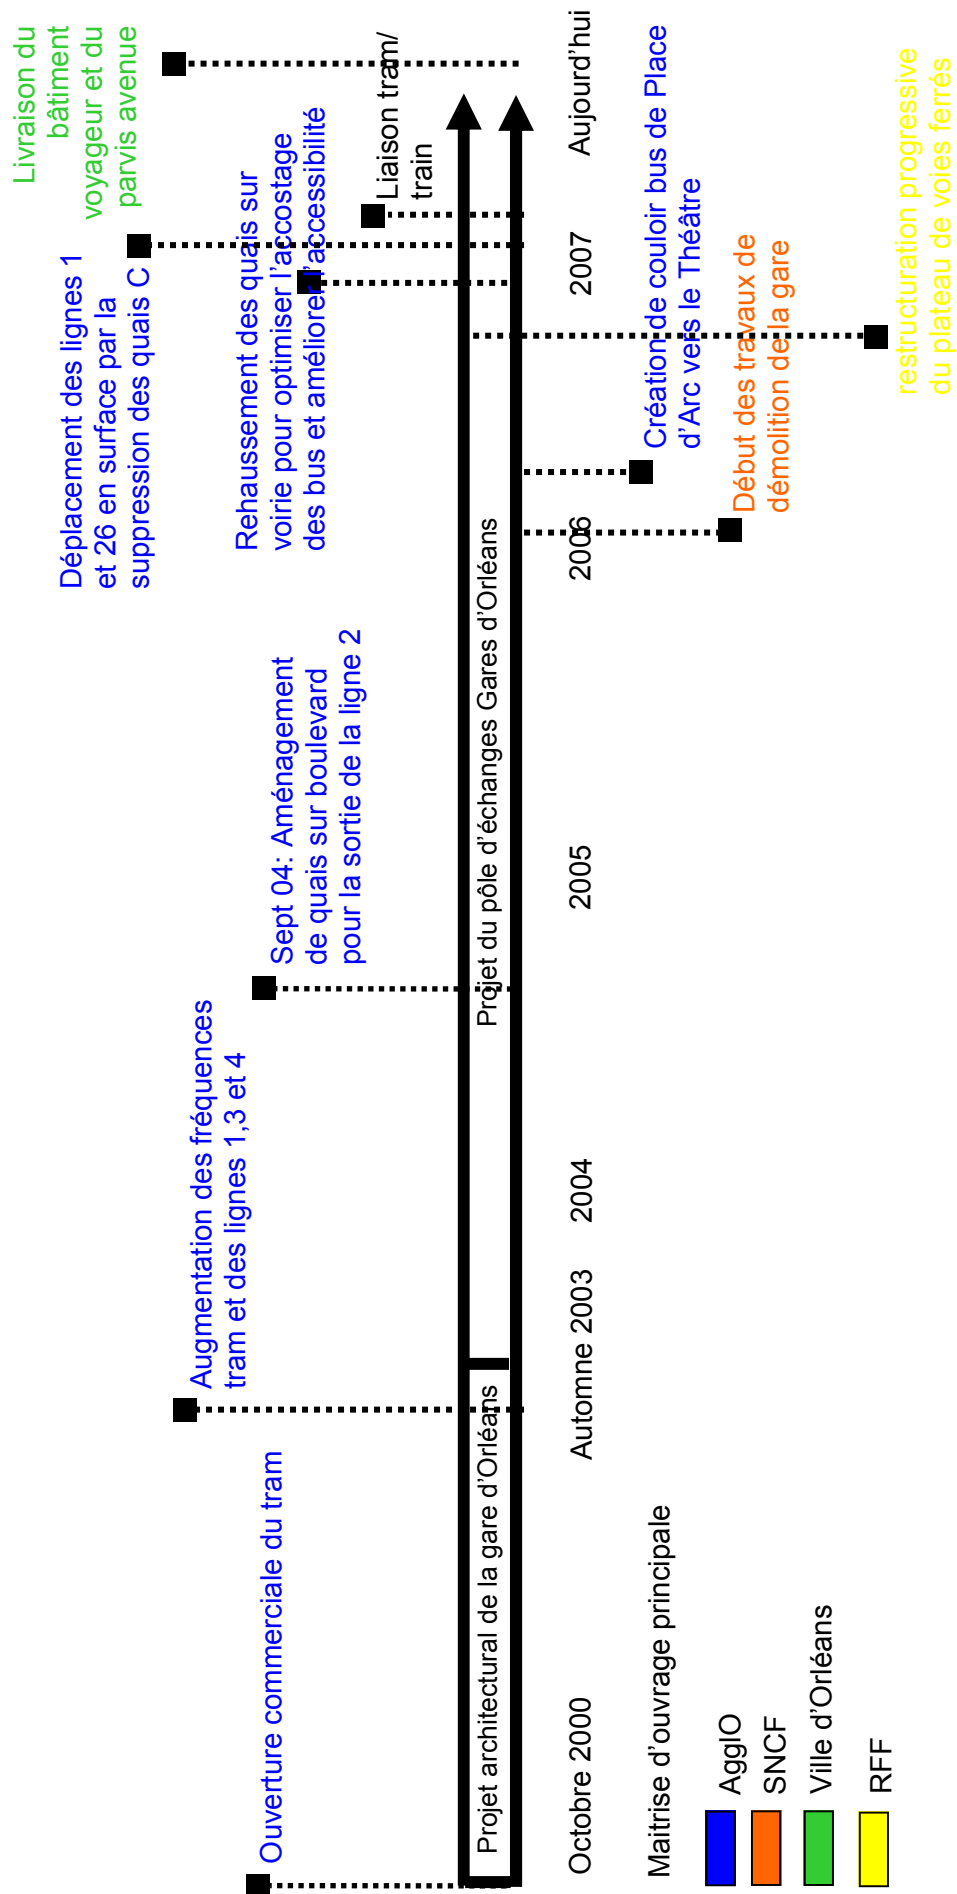 Ouverture commerciale du tram
Augmentation des fréquences
tram et des lignes 1,3 et 4
Sept 04: Aménagement
de quais sur boulevard
pour la sortie de la ligne 2
Déplacement des lignes 1
et 26 en surface par la
suppression des quais C
Rehaussement des quais sur
voirie pour optimiser l'accostage
des bus et améliorer l'accessibilité
Liaison tram/
train
Livraison du
bâtiment
voyageur et du
parvis avenue
Projet architectural de la gare d'Orléans
Projet du pôle d'échanges Gares d'Orléans
Octobre 2000
Automne 2003
2004
2005
2006
2007
Aujourd'hui
Début des travaux de
démolition de la gare
Création de couloir bus de Place
d'Arc vers le Théâtre
restructuration progressive
du plateau de voies ferrés
Maitrise d'ouvrage principale
AgglO
SNCF
Ville d'Orléans
RFF